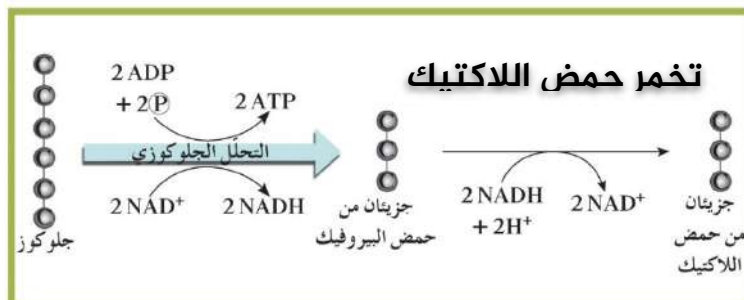 تخمر حمض اللاكتيك
2 ADP
+ 2Ⓟ
2 ATP
التحلّل الجلوكوزي
2 NAD⁺
2 NADH
جلوكوز
جزيئان من
حمض البيروفيك
2 NADH
+ 2H⁺
2 NAD⁺
جزيئان
من حمض
اللاكتيك